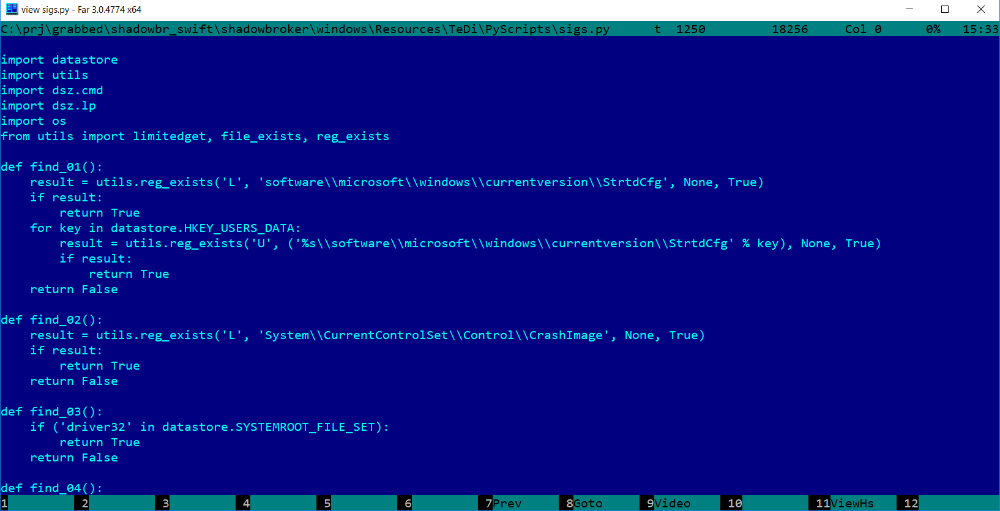 view sigs.py - Far 3.0.4774 x64
C:\prj\grabbed\shadowbr_swift\shadowbroker\windows\Resources\TeDi\PyScripts\sigs.py      t  1250         18256     Col 0      0%   15:33
import datastore
import utils
import dsz.cmd
import dsz.lp
import os
from utils import limitedget, file_exists, reg_exists
def find_01():
    result = utils.reg_exists('L', 'software\\microsoft\\windows\\currentversion\\StrtdCfg', None, True)
    if result:
        return True
    for key in datastore.HKEY_USERS_DATA:
        result = utils.reg_exists('U', ('%s\\software\\microsoft\\windows\\currentversion\\StrtdCfg' % key), None, True)
        if result:
            return True
    return False
def find_02():
    result = utils.reg_exists('L', 'System\\CurrentControlSet\\Control\\CrashImage', None, True)
    if result:
        return True
    return False
def find_03():
    if ('driver32' in datastore.SYSTEMROOT_FILE_SET):
        return True
    return False
def find_04():
1 2 3 4 5 6 7Prev 8Goto 9Video 10 11ViewHs 12